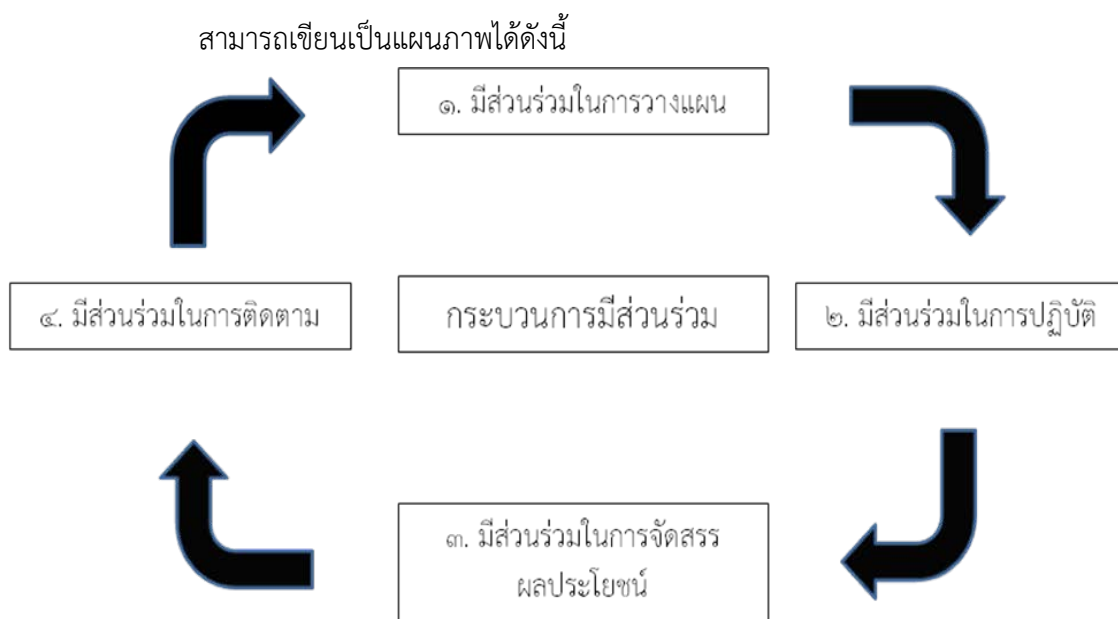 สามารถเขียนเป็นแผนภาพได้ดังนี้
๑. มีส่วนร่วมในการวางแผน
๔. มีส่วนร่วมในการติดตาม
กระบวนการมีส่วนร่วม
๒. มีส่วนร่วมในการปฏิบัติ
๓. มีส่วนร่วมในการจัดสรร
ผลประโยชน์